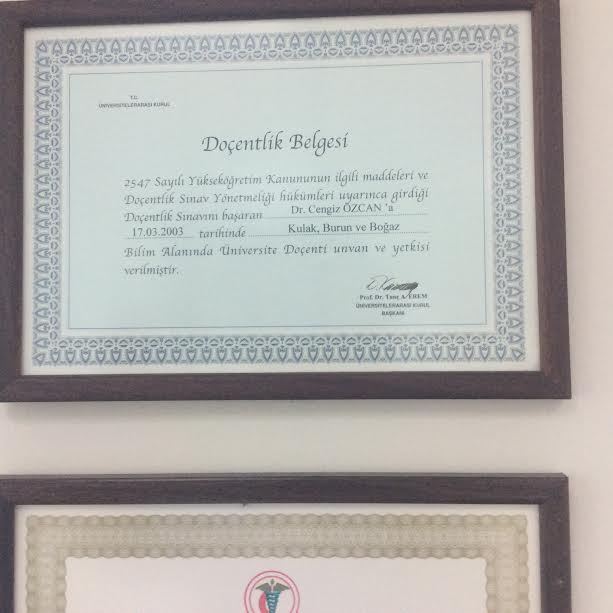 T.C.
ÜNİVERSİTELERARASI KURUL
Doçentlik Belgesi
2547 Sayılı Yükseköğretim Kanununun ilgili maddeleri ve
Doçentlik Sınav Yönetmeliği hükümleri uyarınca girdiği
Doçentlik Sınavını başaran Dr. Cengiz ÖZCAN 'a
17.03.2003 tarihinde Kulak, Burun ve Boğaz
Bilim Alanında Üniversite Doçenti unvan ve yetkisi
verilmiştir.
Prof. Dr.
ÜNİVERSİTELERARASI KURUL
BAŞKANI